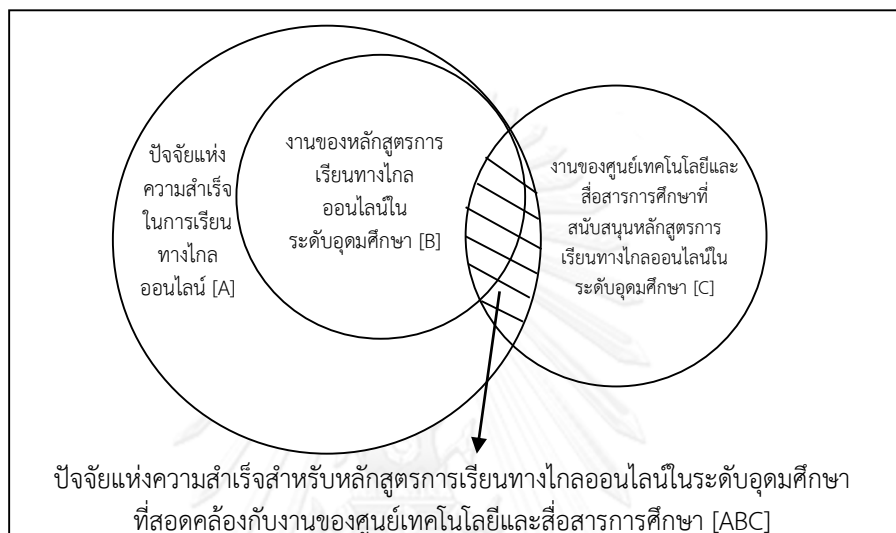 ปัจจัยแห่ง
ความสำเร็จ
ในการเรียน
ทางไกล
ออนไลน์ [A]
งานของหลักสูตรการ
เรียนทางไกล
ออนไลน์ใน
ระดับอุดมศึกษา [B]
งานของศูนย์เทคโนโลยีและ
สื่อสารการศึกษาที่
สนับสนุนหลักสูตรการ
เรียนทางไกลออนไลน์ใน
ระดับอุดมศึกษา [C]
ปัจจัยแห่งความสำเร็จสำหรับหลักสูตรการเรียนทางไกลออนไลน์ในระดับอุดมศึกษา
ที่สอดคล้องกับงานของศูนย์เทคโนโลยีและสื่อสารการศึกษา [ABC]